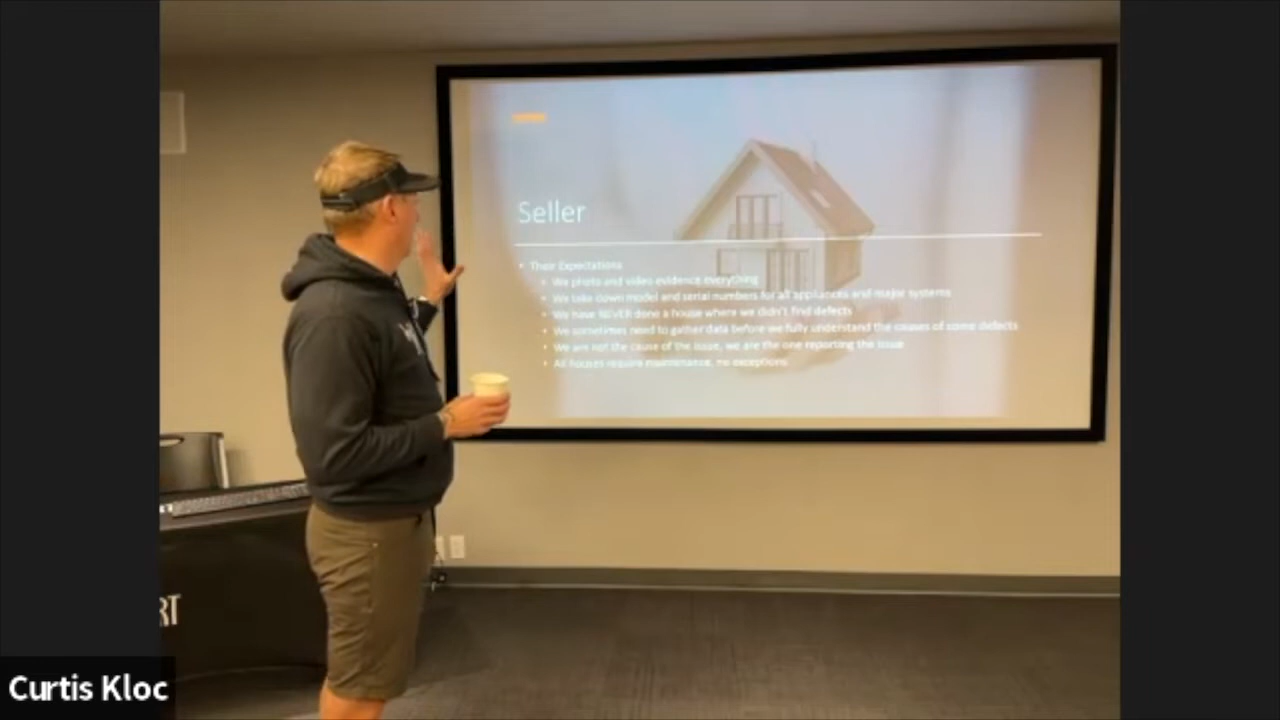 Seller
• Their Expectations
• We photo and video evidence everything
• We take down model and serial numbers for all appliances and major systems
• We have NEVER done a house where we didn't find defects
• We sometimes need to gather data before we fully understand the causes of some defects
• We are not the cause of the issue, we are the one reporting the issue
• All houses require maintenance, no exceptions
RT
Curtis Kloc